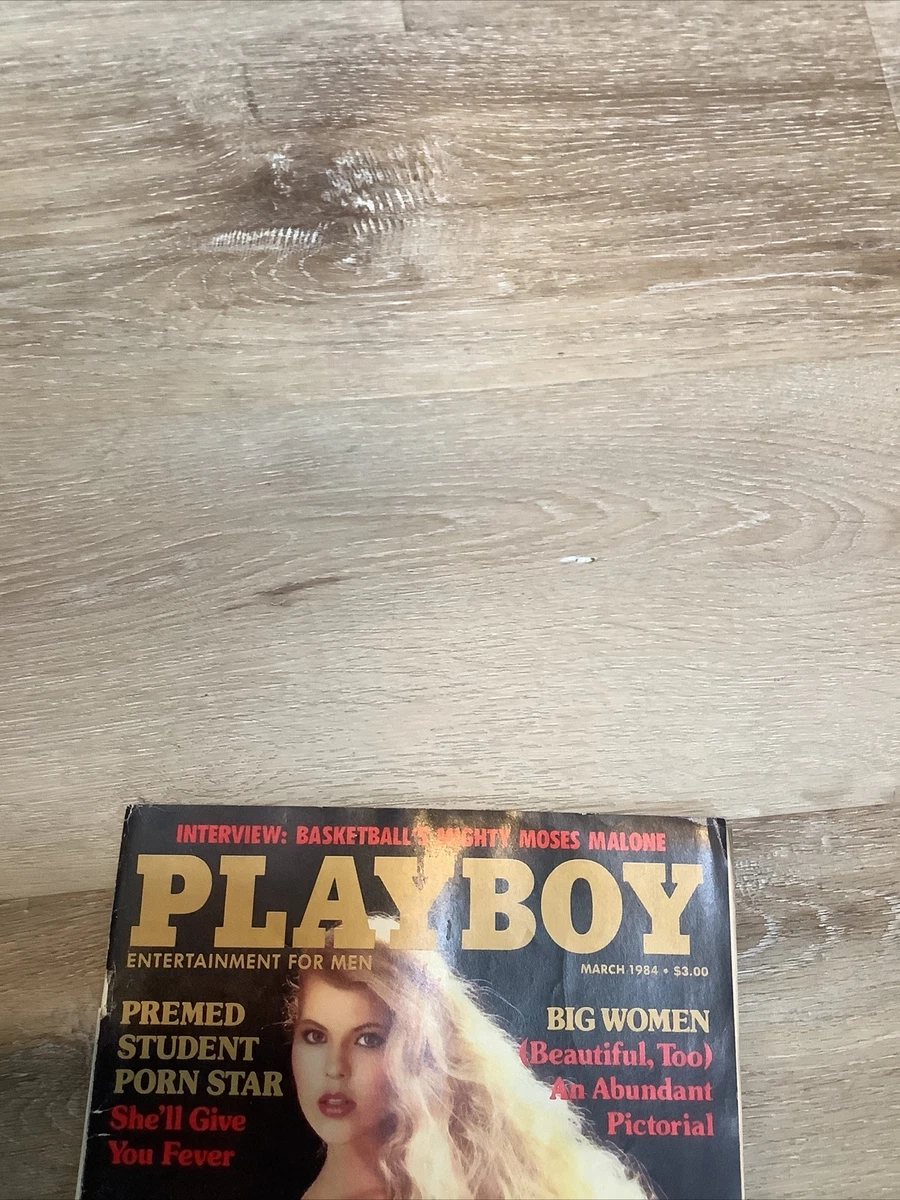 INTERVIEW: BASKETBALL'S MIGHTY MOSES MALONE
PLAYBOY
ENTERTAINMENT FOR MEN
MARCH 1984 • $3.00
PREMED
STUDENT
PORN STAR
She'll Give
You Fever
BIG WOMEN
(Beautiful, Too)
An Abundant
Pictorial